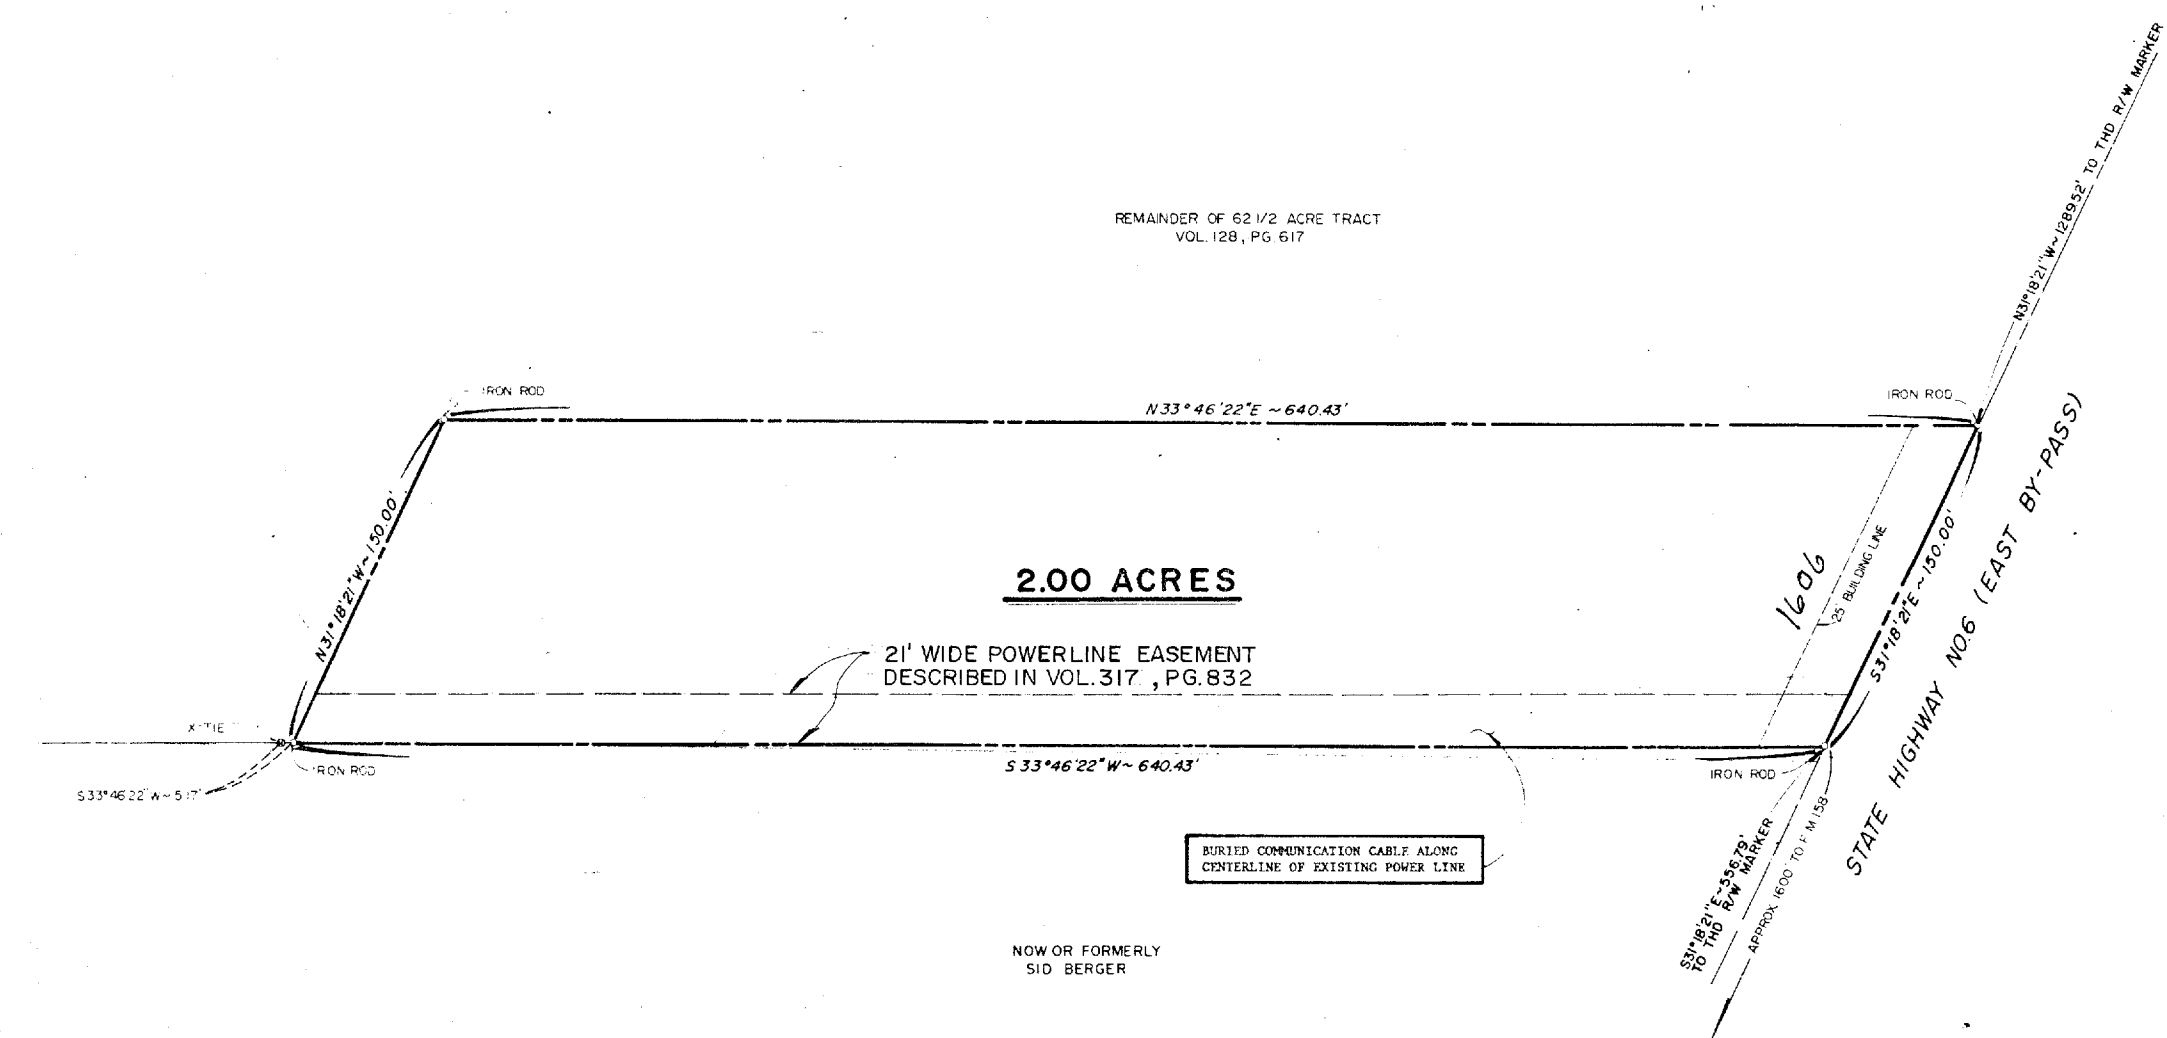 REMAINDER OF 62 1/2 ACRE TRACT
VOL. 128, PG. 617
N31°18'21"W~1289.52' TO THD R/W MARKER
IRON ROD
N33°46'22"E ~640.43'
IRON ROD
N31°18'21"W~150.00'
2.00 ACRES
1606
25' BUILDING LINE
S31°18'21"E~150.00'
STATE HIGHWAY NO.6 (EAST BY-PASS)
21' WIDE POWERLINE EASEMENT
DESCRIBED IN VOL. 317, PG. 832
X-TIE
IRON ROD
S33°46'22"W~5.17'
S33°46'22"W~640.43'
IRON ROD
BURIED COMMUNICATION CABLE ALONG
CENTERLINE OF EXISTING POWER LINE
S31°18'21"E~556.79'
TO THD R/W MARKER
APPROX. 1600' TO F M 158
NOW OR FORMERLY
SID BERGER